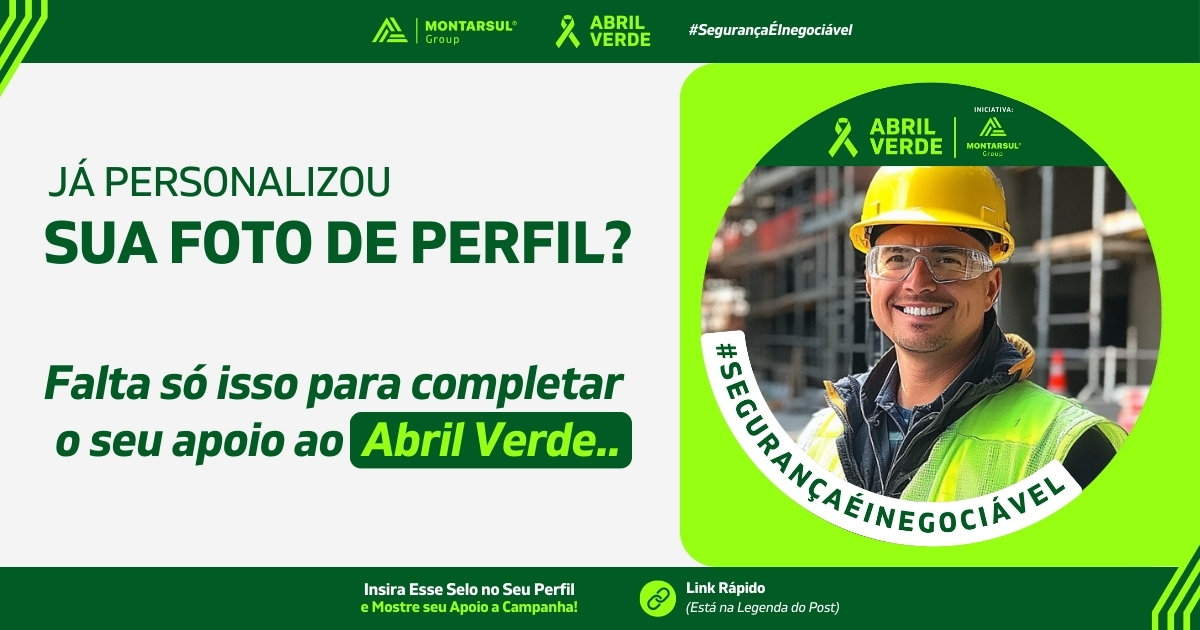 MONTARSUL®
Group
ABRIL
VERDE
#SegurançaÉInegociável
JÁ PERSONALIZOU
SUA FOTO DE PERFIL?
Falta só isso para completar
o seu apoio ao Abril Verde..
ABRIL
VERDE
INICIATIVA:
MONTARSUL®
Group
#SEGURANÇAÉINEGOCIÁVEL
Insira Esse Selo no Seu Perfil
e Mostre seu Apoio a Campanha!
Link Rápido
(Está na Legenda do Post)